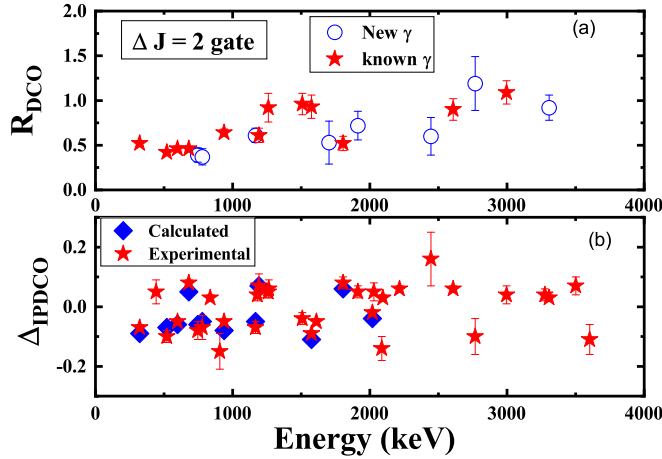 (a)
Δ J = 2 gate
New γ
known γ
R_DCO
2.0
1.5
1.0
0.5
0.0
0 1000 2000 3000 4000
Calculated
Experimental
(b)
Δ_IPDCO
0.2
0.0
-0.2
0 1000 2000 3000 4000
Energy (keV)